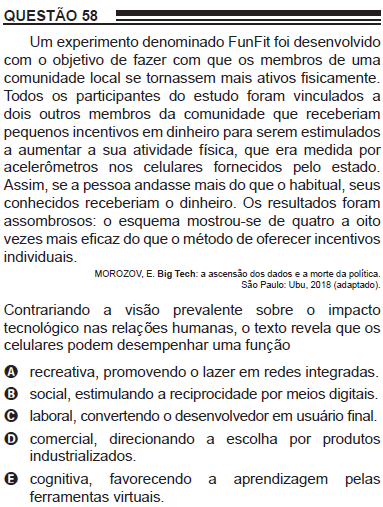 QUESTÃO 58
Um experimento denominado FunFit foi desenvolvido
com o objetivo de fazer com que os membros de uma
comunidade local se tornassem mais ativos fisicamente.
Todos os participantes do estudo foram vinculados a
dois outros membros da comunidade que receberiam
pequenos incentivos em dinheiro para serem estimulados
a aumentar a sua atividade física, que era medida por
acelerômetros nos celulares fornecidos pelo estado.
Assim, se a pessoa andasse mais do que o habitual, seus
conhecidos receberiam o dinheiro. Os resultados foram
assombrosos: o esquema mostrou-se de quatro a oito
vezes mais eficaz do que o método de oferecer incentivos
individuais.
MOROZOV, E. Big Tech: a ascensão dos dados e a morte da política.
São Paulo: Ubu, 2018 (adaptado).
Contrariando a visão prevalente sobre o impacto
tecnológico nas relações humanas, o texto revela que os
celulares podem desempenhar uma função
A recreativa, promovendo o lazer em redes integradas.
B social, estimulando a reciprocidade por meios digitais.
C laboral, convertendo o desenvolvedor em usuário final.
D comercial, direcionando a escolha por produtos
industrializados.
E cognitiva, favorecendo a aprendizagem pelas
ferramentas virtuais.